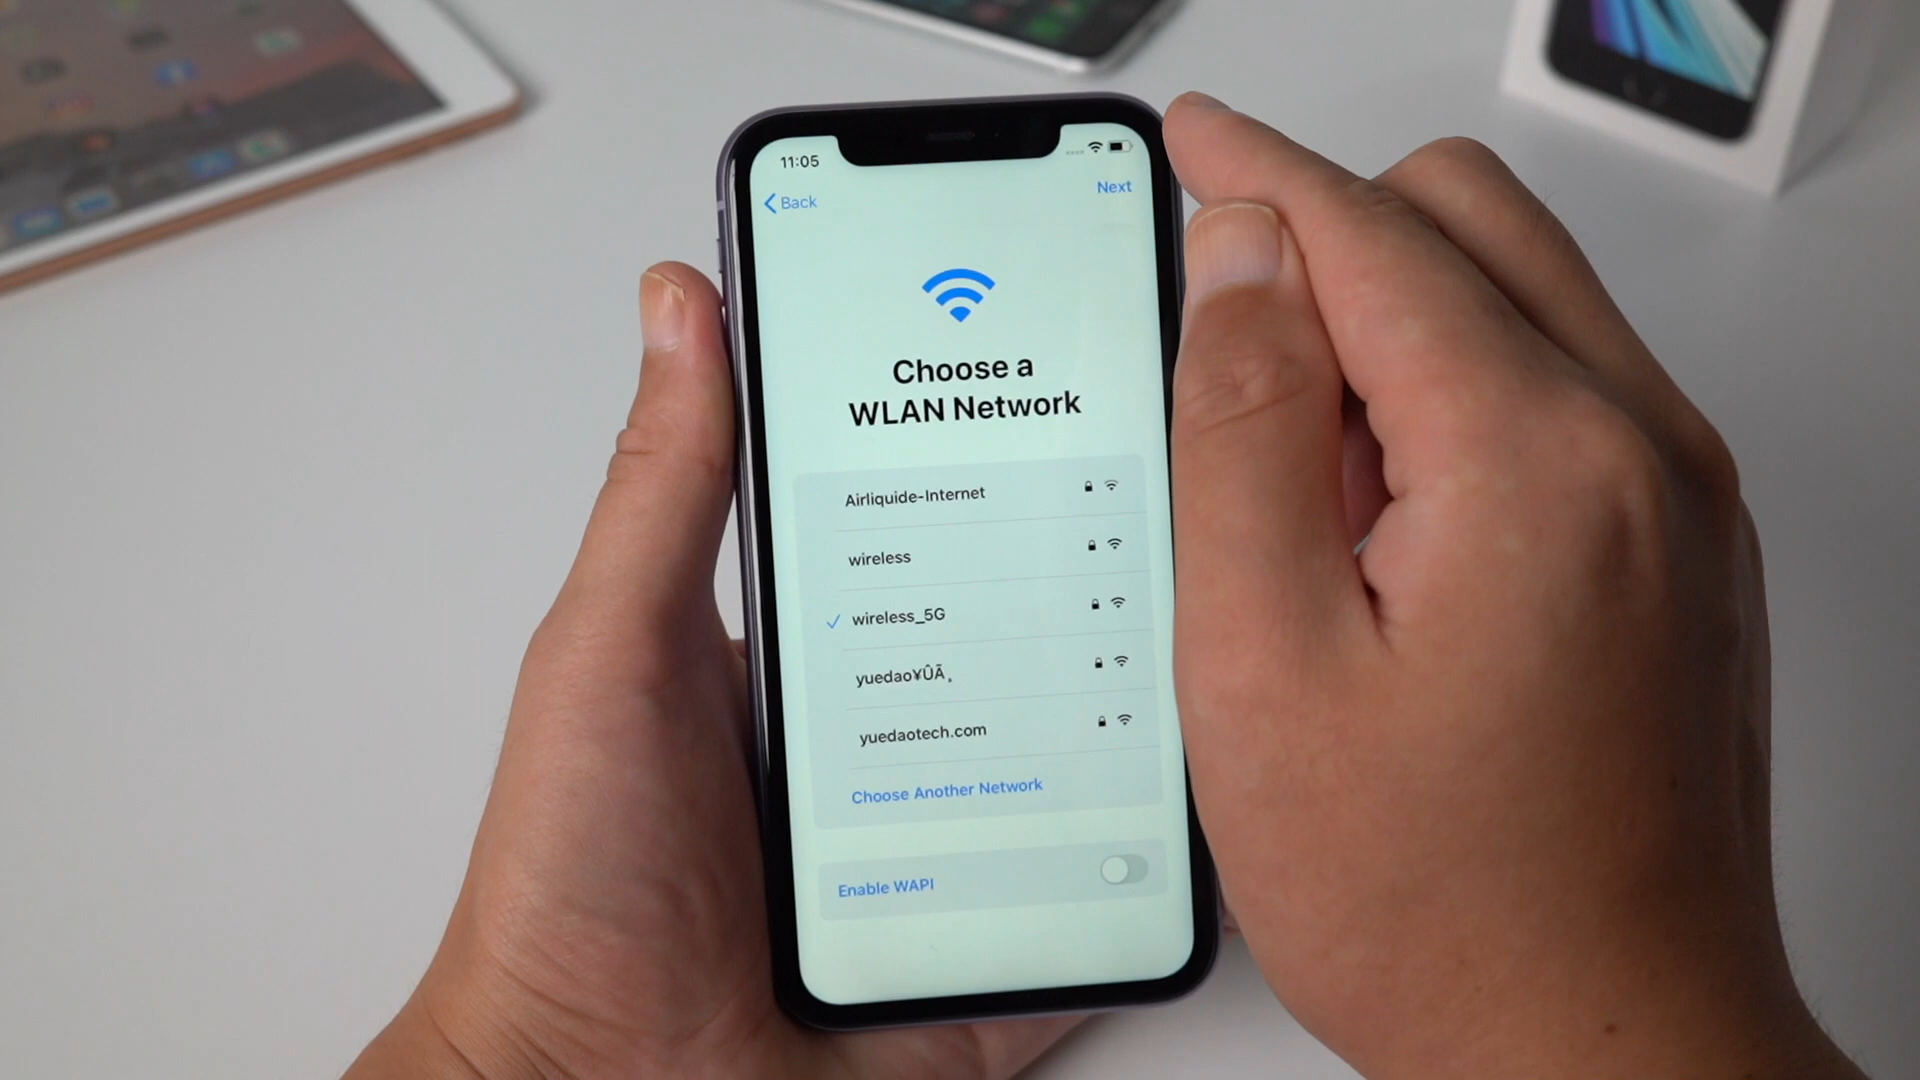 11:05
Back
Next
Choose a
WLAN Network
Airliquide-Internet
wireless
wireless_5G
yuedao¥ÛÃ¸
yuedaotech.com
Choose Another Network
Enable WAPI